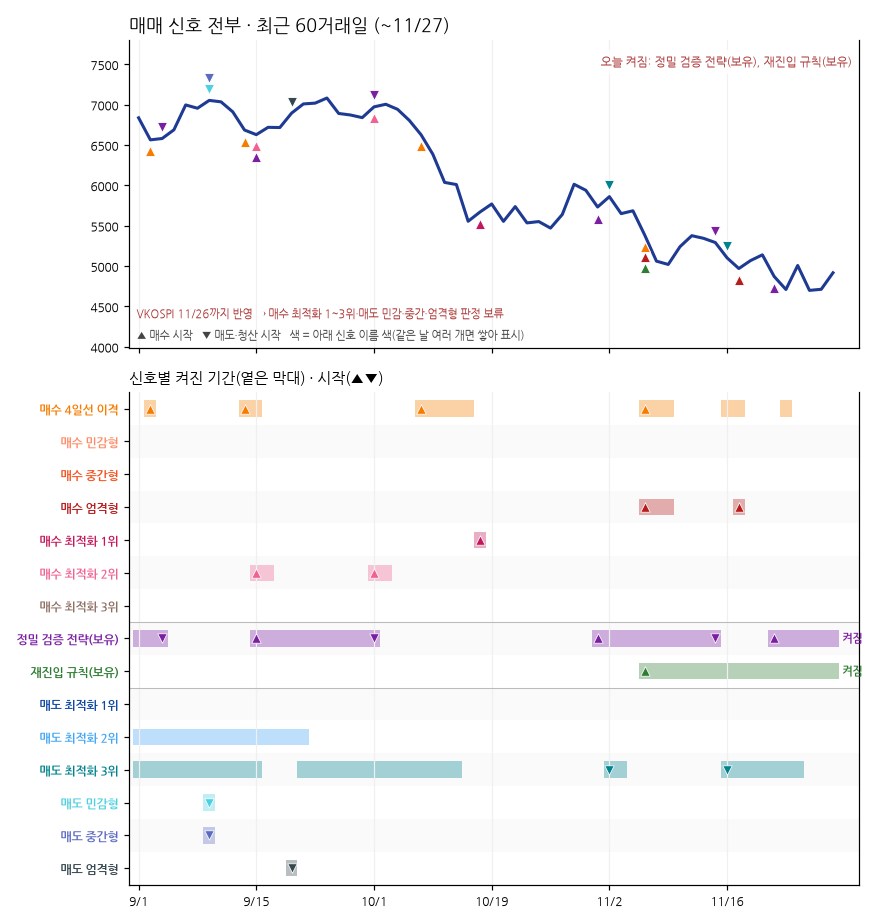 매매 신호 전부 · 최근 60거래일 (~11/27)
오늘 켜짐: 정밀 검증 전략(보유), 재진입 규칙(보유)
7500
7000
6500
6000
5500
5000
4500
4000
VKOSPI 11/26까지 반영 → 매수 최적화 1~3위·매도 민감·중간·엄격형 판정 보류
▲ 매수 시작 ▼ 매도·청산 시작 색 = 아래 신호 이름 색(같은 날 여러 개면 쌓아 표시)
신호별 켜진 기간(옅은 막대) · 시작(▲▼)
매수 4일선 이격
매수 민감형
매수 중간형
매수 엄격형
매수 최적화 1위
매수 최적화 2위
매수 최적화 3위
정밀 검증 전략(보유) 켜짐
재진입 규칙(보유) 켜짐
매도 최적화 1위
매도 최적화 2위
매도 최적화 3위
매도 민감형
매도 중간형
매도 엄격형
9/1 9/15 10/1 10/19 11/2 11/16